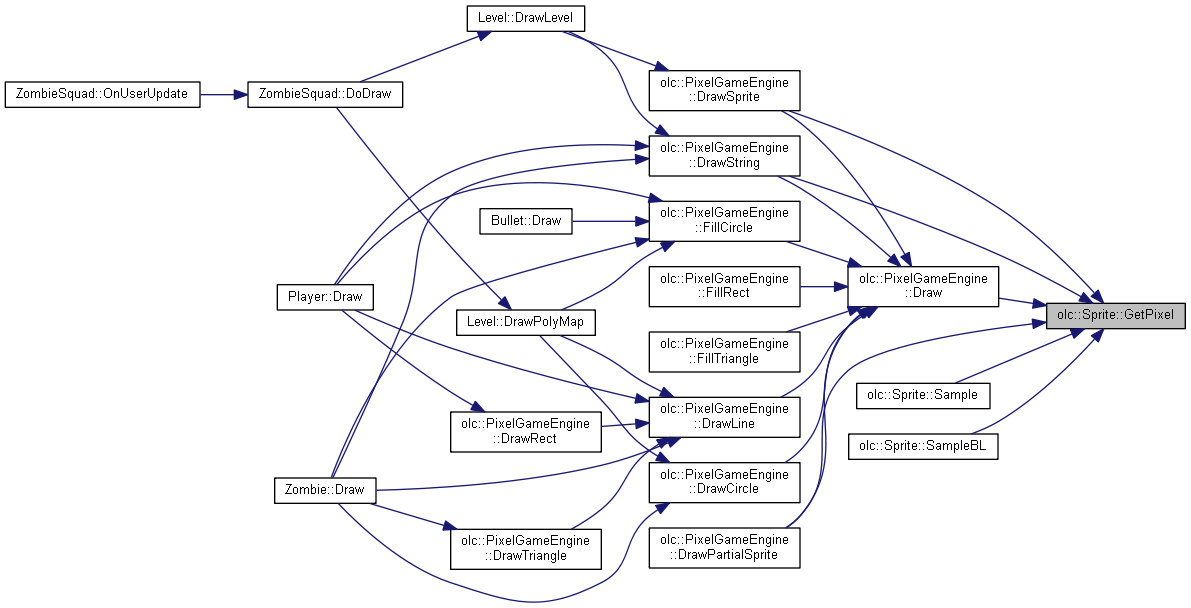 Level::DrawLevel
ZombieSquad::OnUserUpdate
ZombieSquad::DoDraw
olc::PixelGameEngine
::DrawSprite
olc::PixelGameEngine
::DrawString
Bullet::Draw
olc::PixelGameEngine
::FillCircle
Player::Draw
Level::DrawPolyMap
olc::PixelGameEngine
::FillRect
olc::PixelGameEngine
::Draw
olc::Sprite::GetPixel
olc::PixelGameEngine
::FillTriangle
olc::Sprite::Sample
olc::PixelGameEngine
::DrawRect
olc::PixelGameEngine
::DrawLine
olc::Sprite::SampleBL
Zombie::Draw
olc::PixelGameEngine
::DrawCircle
olc::PixelGameEngine
::DrawTriangle
olc::PixelGameEngine
::DrawPartialSprite